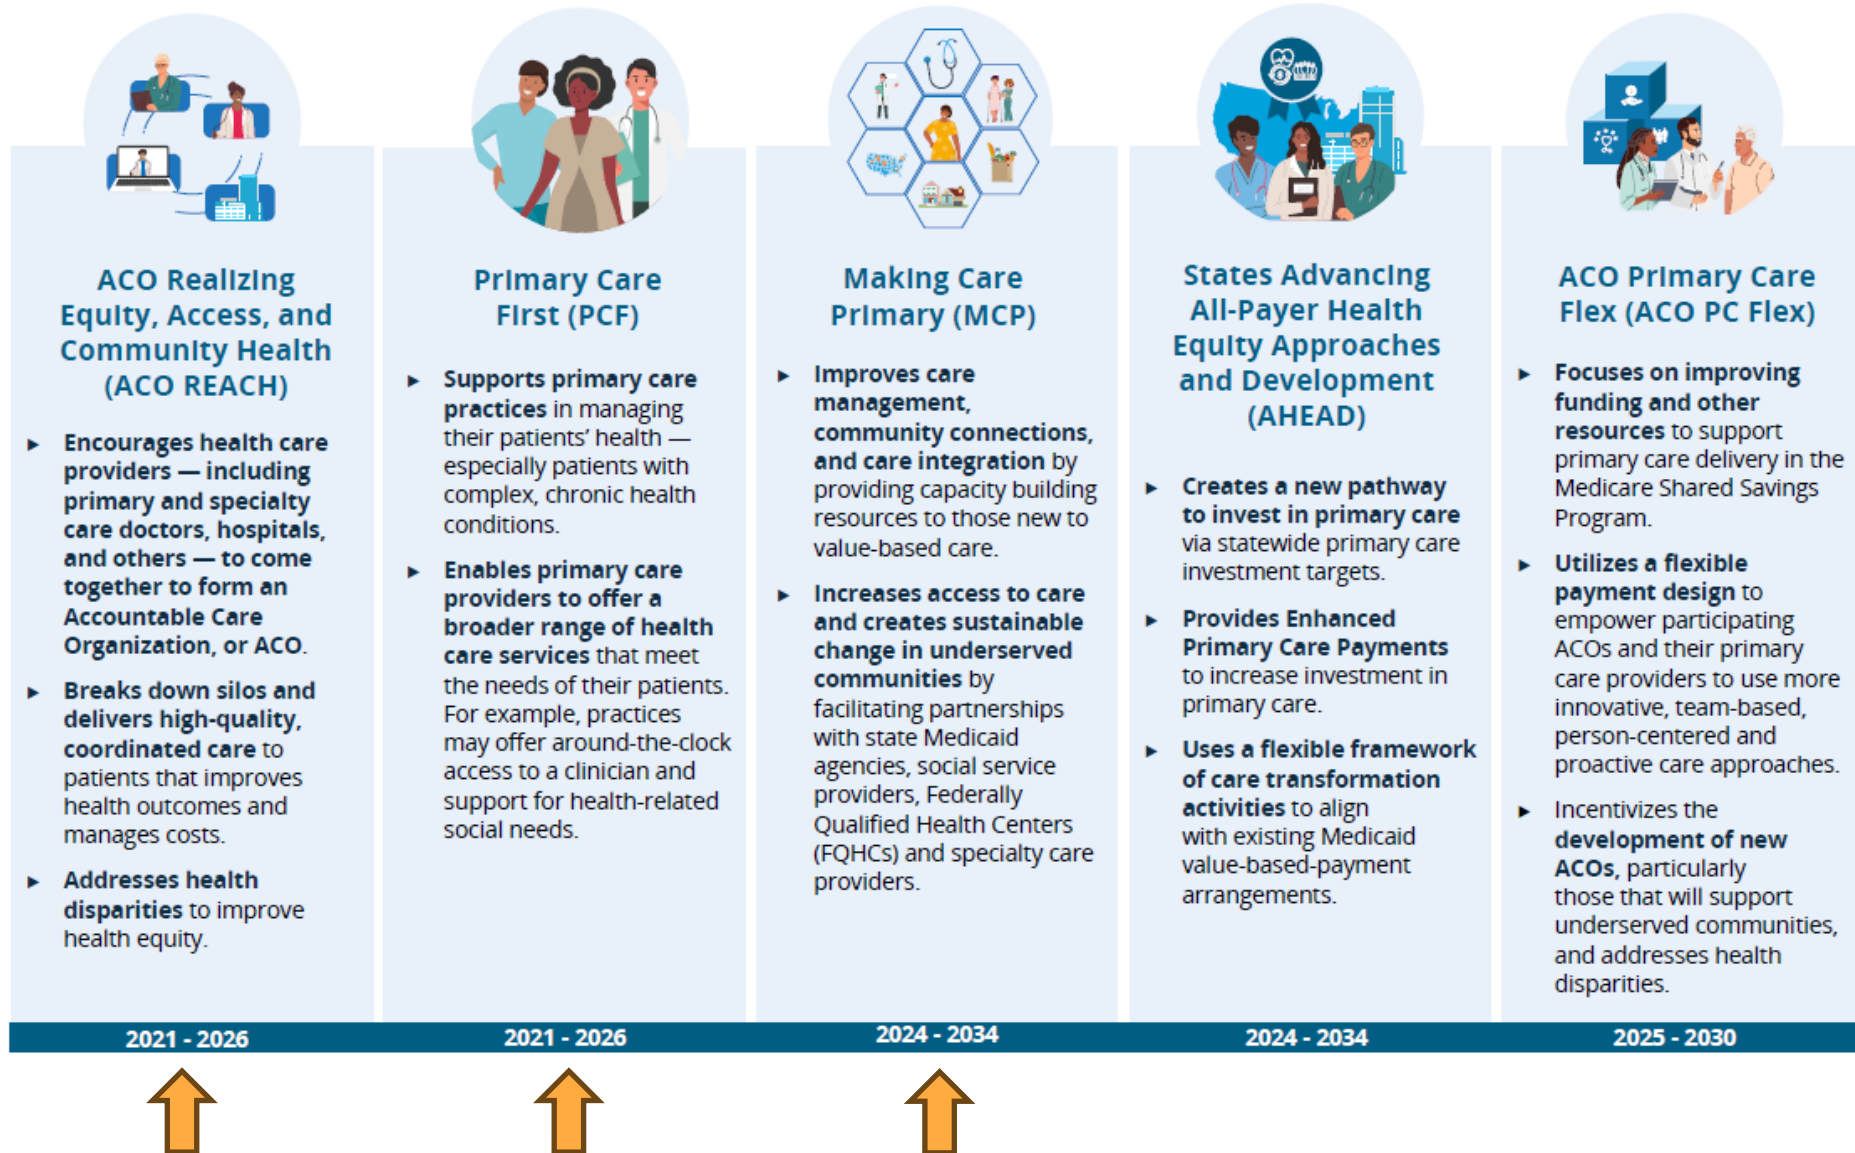 ACO Realizing
Equity, Access, and
Community Health
(ACO REACH)
► Encourages health care
providers — including
primary and specialty
care doctors, hospitals,
and others — to come
together to form an
Accountable Care
Organization, or ACO.
► Breaks down silos and
delivers high-quality,
coordinated care to
patients that improves
health outcomes and
manages costs.
► Addresses health
disparities to improve
health equity.
2021 - 2026
Primary Care
First (PCF)
► Supports primary care
practices in managing
their patients’ health —
especially patients with
complex, chronic health
conditions.
► Enables primary care
providers to offer a
broader range of health
care services that meet
the needs of their patients.
For example, practices
may offer around-the-clock
access to a clinician and
support for health-related
social needs.
2021 - 2026
Making Care
Primary (MCP)
► Improves care
management,
community connections,
and care integration by
providing capacity building
resources to those new to
value-based care.
► Increases access to care
and creates sustainable
change in underserved
communities by
facilitating partnerships
with state Medicaid
agencies, social service
providers, Federally
Qualified Health Centers
(FQHCs) and specialty care
providers.
2024 - 2034
States Advancing
All-Payer Health
Equity Approaches
and Development
(AHEAD)
► Creates a new pathway
to invest in primary care
via statewide primary care
investment targets.
► Provides Enhanced
Primary Care Payments
to increase investment in
primary care.
► Uses a flexible framework
of care transformation
activities to align
with existing Medicaid
value-based-payment
arrangements.
2024 - 2034
ACO Primary Care
Flex (ACO PC Flex)
► Focuses on improving
funding and other
resources to support
primary care delivery in the
Medicare Shared Savings
Program.
► Utilizes a flexible
payment design to
empower participating
ACOs and their primary
care providers to use more
innovative, team-based,
person-centered and
proactive care approaches.
► Incentivizes the
development of new
ACOs, particularly
those that will support
underserved communities,
and addresses health
disparities.
2025 - 2030